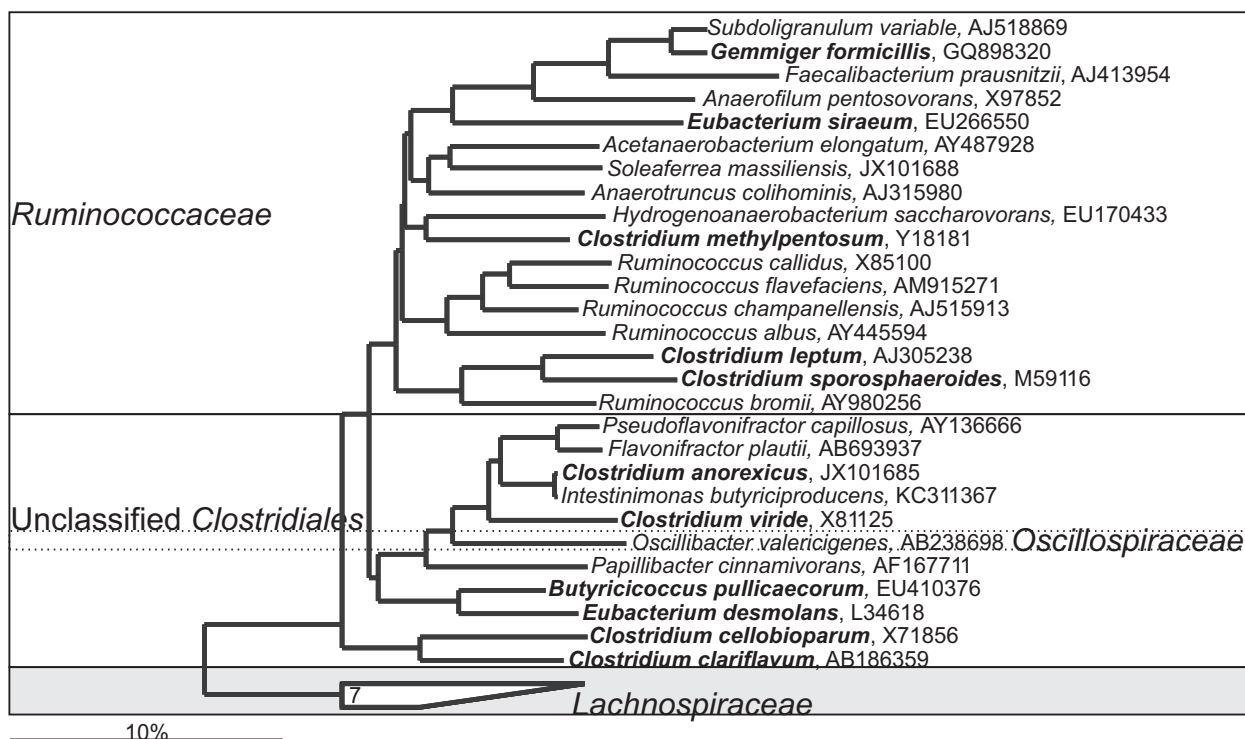 Subdoligranulum variable, AJ518869
Gemmiger formicillis, GQ898320
Faecalibacterium prausnitzii, AJ413954
Anaerofilum pentosovorans, X97852
Eubacterium siraeum, EU266550
Acetanaerobacterium elongatum, AY487928
Soleaferrea massiliensis, JX101688
Anaerotruncus colihominis, AJ315980
Ruminococcaceae
Hydrogenoanaerobacterium saccharovorans, EU170433
Clostridium methylpentosum, Y18181
Ruminococcus callidus, X85100
Ruminococcus flavefaciens, AM915271
Ruminococcus champanellensis, AJ515913
Ruminococcus albus, AY445594
Clostridium leptum, AJ305238
Clostridium sporosphaeroides, M59116
Ruminococcus bromii, AY980256
Pseudoflavonifractor capillosus, AY136666
Flavonifractor plautii, AB693937
Clostridium anorexicus, JX101685
Intestinimonas butyriciproducens, KC311367
Unclassified Clostridiales
Clostridium viride, X81125
Oscillibacter valericigenes, AB238698
Oscillospiraceae
Papillibacter cinnamivorans, AF167711
Butyricicoccus pullicaecorum, EU410376
Eubacterium desmolans, L34618
Clostridium cellobioparum, X71856
Clostridium clariflavum, AB186359
7
Lachnospiraceae
10%